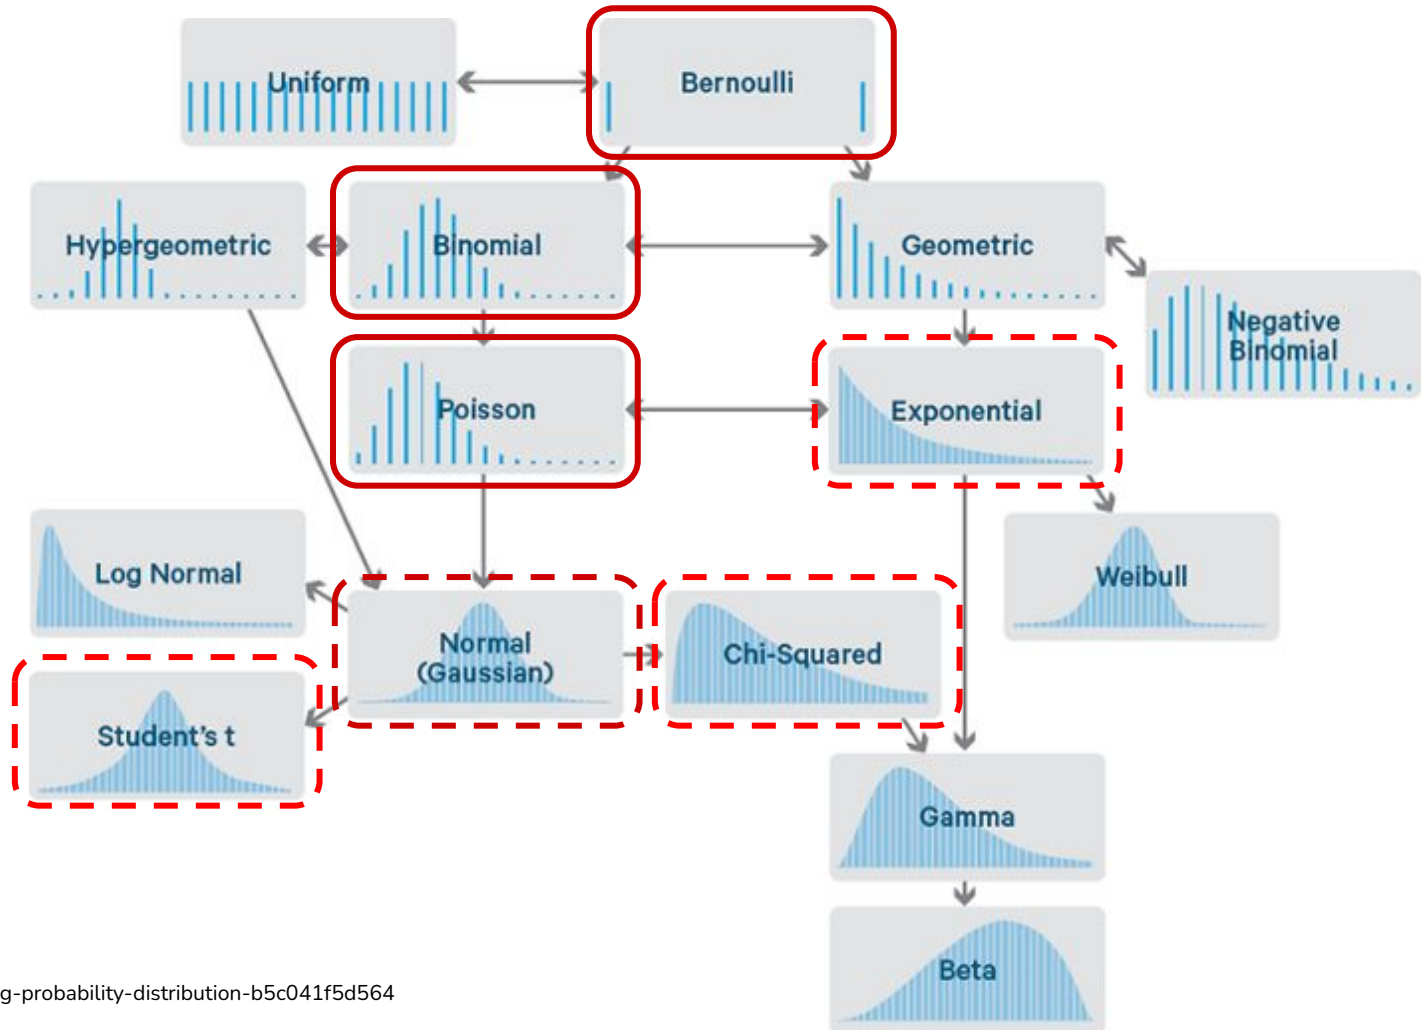 Uniform
Bernoulli
Hypergeometric
Binomial
Geometric
Negative
Binomial
Poisson
Exponential
Log Normal
Weibull
Normal
(Gaussian)
Chi-Squared
Student's t
Gamma
Beta
g-probability-distribution-b5c041f5d564